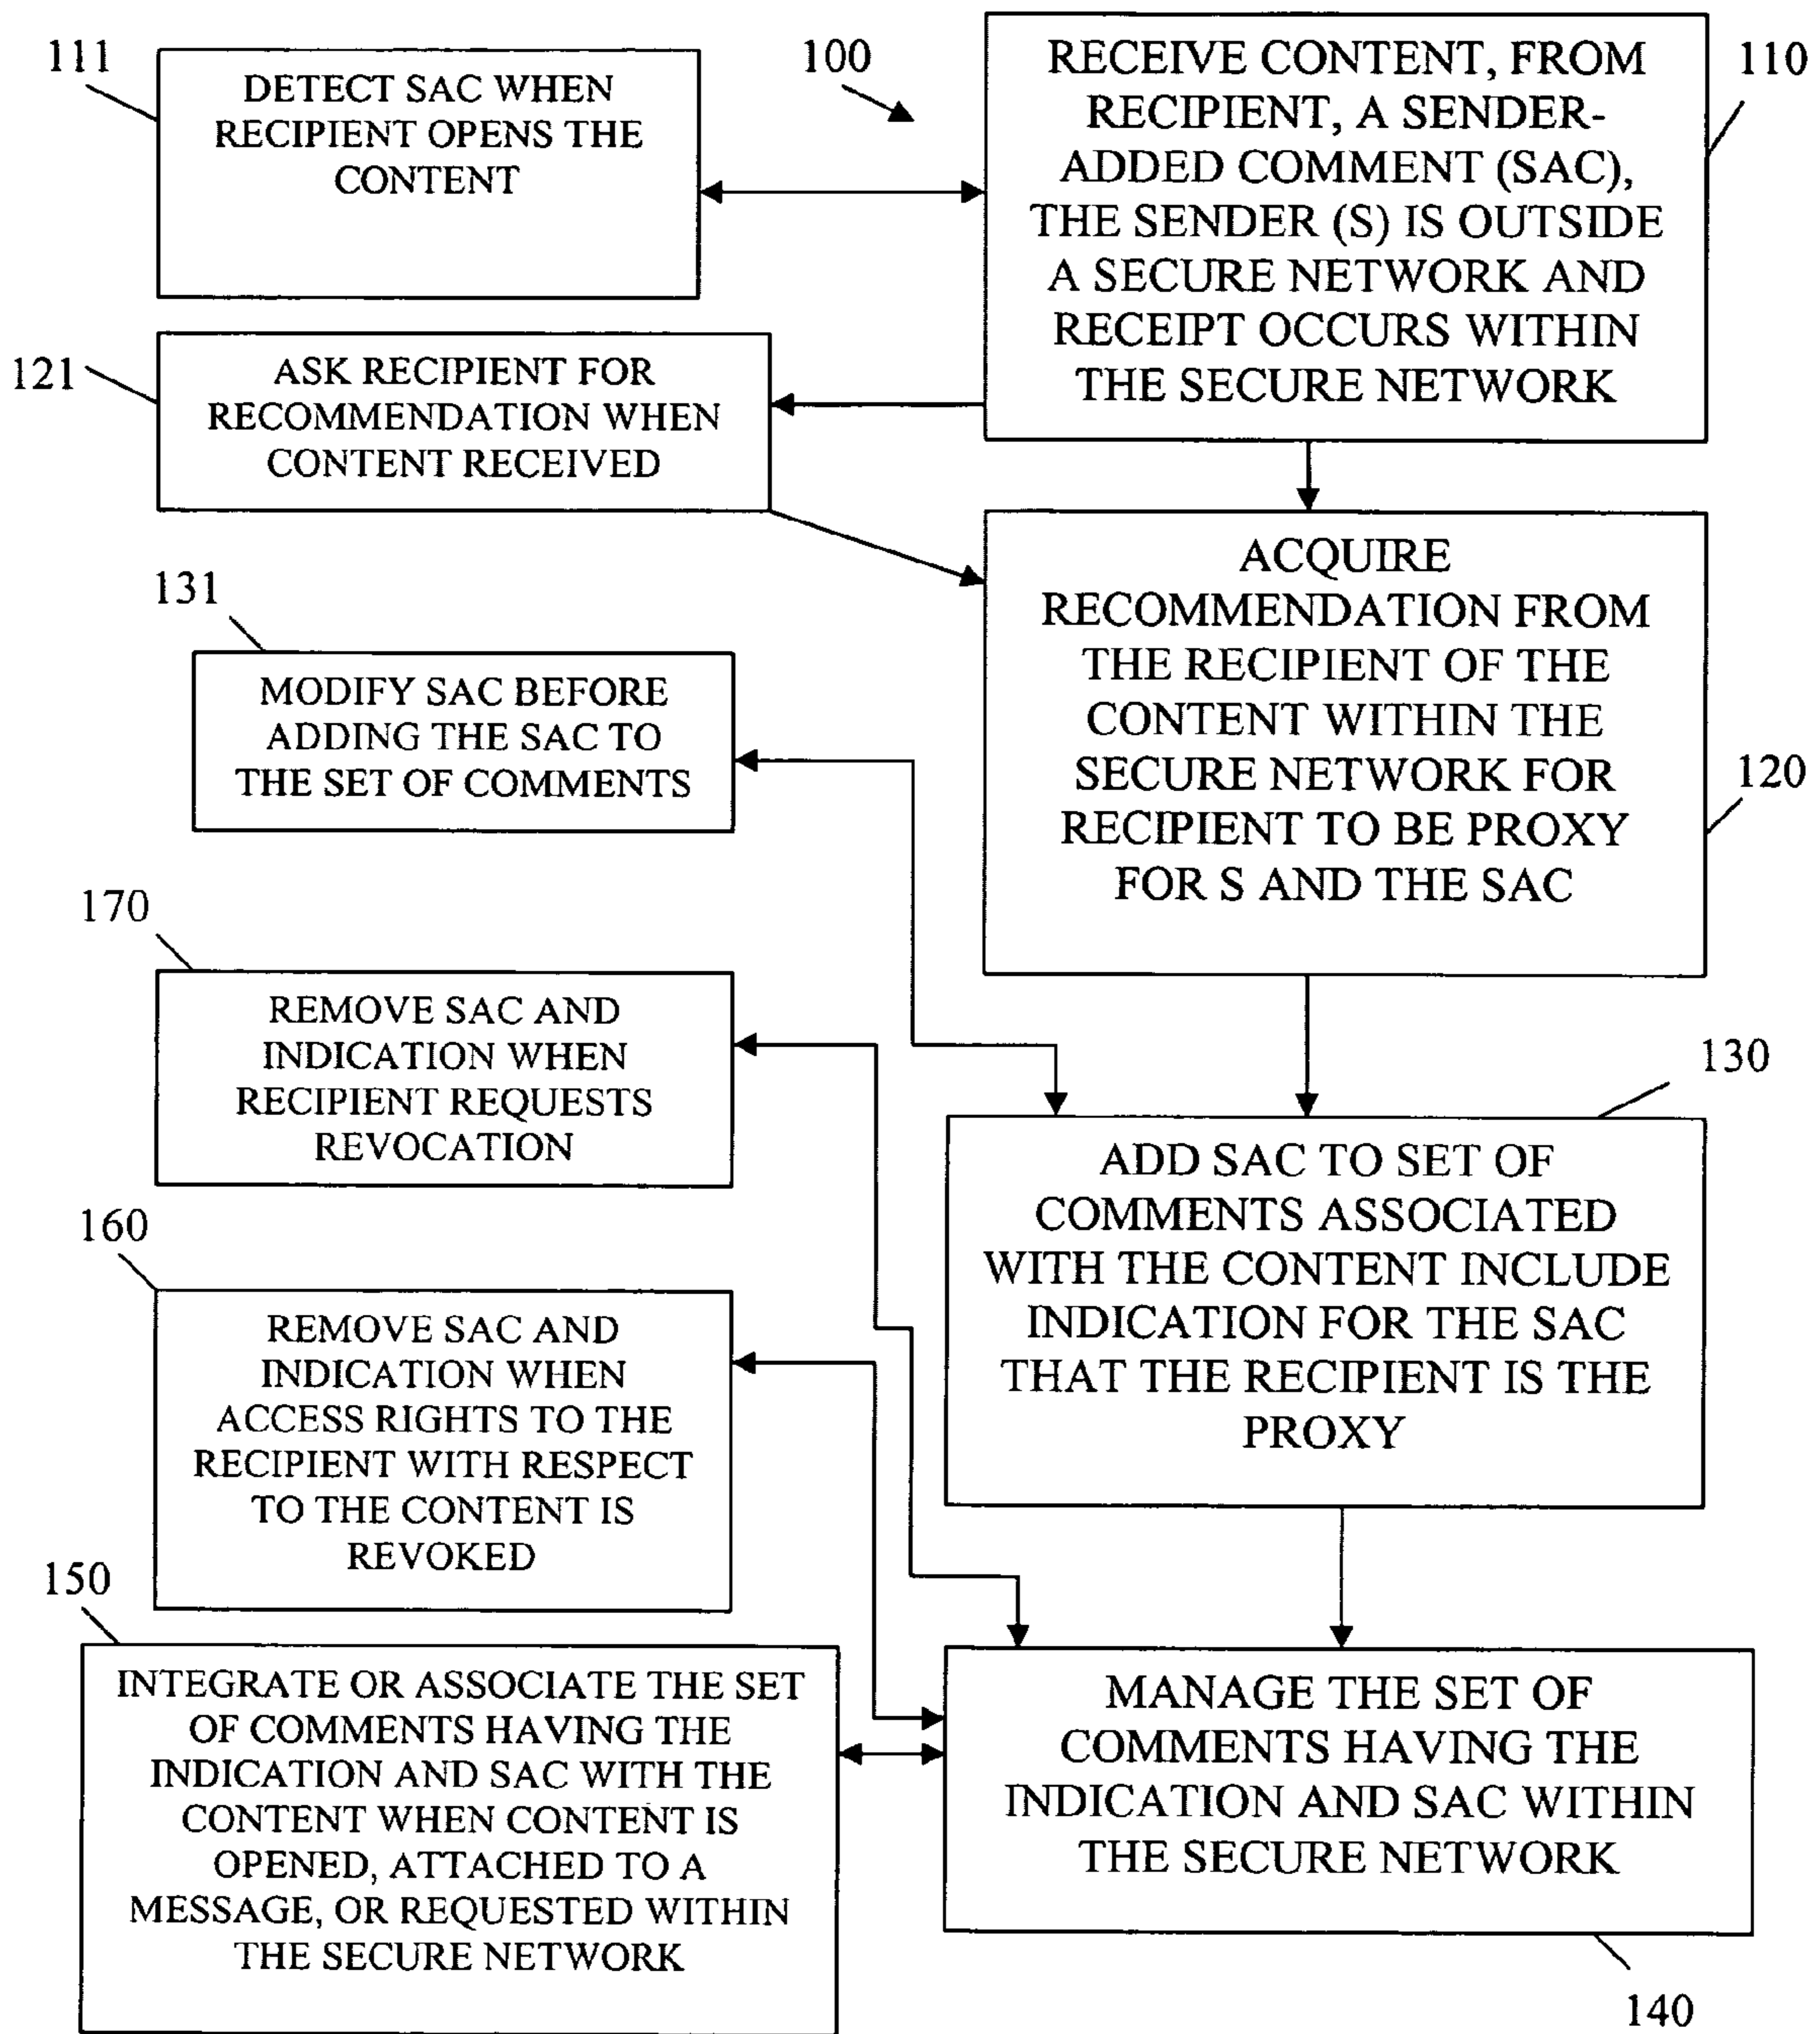 111
DETECT SAC WHEN
RECIPIENT OPENS THE
CONTENT
100
RECEIVE CONTENT, FROM
RECIPIENT, A SENDER-
ADDED COMMENT (SAC),
THE SENDER (S) IS OUTSIDE
A SECURE NETWORK AND
RECEIPT OCCURS WITHIN
THE SECURE NETWORK
110
121
ASK RECIPIENT FOR
RECOMMENDATION WHEN
CONTENT RECEIVED
ACQUIRE
RECOMMENDATION FROM
THE RECIPIENT OF THE
CONTENT WITHIN THE
SECURE NETWORK FOR
RECIPIENT TO BE PROXY
FOR S AND THE SAC
120
131
MODIFY SAC BEFORE
ADDING THE SAC TO
THE SET OF COMMENTS
170
REMOVE SAC AND
INDICATION WHEN
RECIPIENT REQUESTS
REVOCATION
130
ADD SAC TO SET OF
COMMENTS ASSOCIATED
WITH THE CONTENT INCLUDE
INDICATION FOR THE SAC
THAT THE RECIPIENT IS THE
PROXY
160
REMOVE SAC AND
INDICATION WHEN
ACCESS RIGHTS TO THE
RECIPIENT WITH RESPECT
TO THE CONTENT IS
REVOKED
150
INTEGRATE OR ASSOCIATE THE SET
OF COMMENTS HAVING THE
INDICATION AND SAC WITH THE
CONTENT WHEN CONTENT IS
OPENED, ATTACHED TO A
MESSAGE, OR REQUESTED WITHIN
THE SECURE NETWORK
MANAGE THE SET OF
COMMENTS HAVING THE
INDICATION AND SAC WITHIN
THE SECURE NETWORK
140